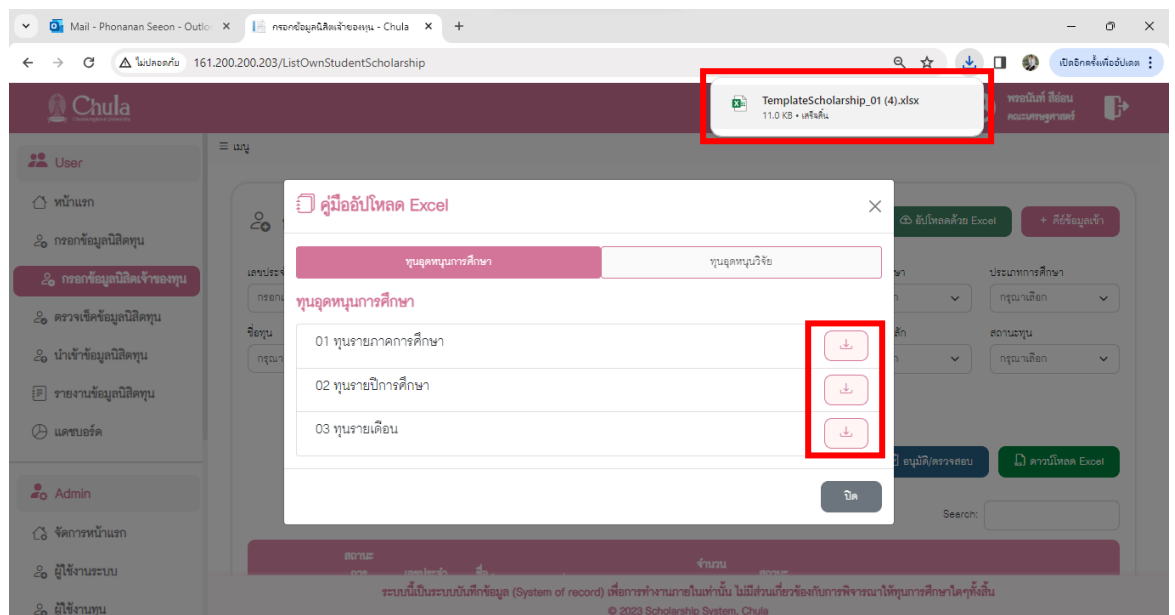 Mail - Phonanan Seeon - Outlo
กรอกข้อมูลนิสิตเจ้าของทุน - Chula
ไม่ปลอดภัย 161.200.200.203/ListOwnStudentScholarship
เปิดอีกครั้งเพื่ออัปเดต
TemplateScholarship_01 (4).xlsx
11.0 KB • เสร็จสิ้น
Chula
พรอนันท์ สีอ่อน
คณะเศรษฐศาสตร์
เมนู
User
หน้าแรก
กรอกข้อมูลนิสิตทุน
กรอกข้อมูลนิสิตเจ้าของทุน
ตรวจเช็คข้อมูลนิสิตทุน
นำเข้าข้อมูลนิสิตทุน
รายงานข้อมูลนิสิตทุน
แดชบอร์ด
Admin
จัดการหน้าแรก
ผู้ใช้งานระบบ
ผู้ใช้งานทุน
คู่มืออัปโหลด Excel
ทุนอุดหนุนการศึกษา
ทุนอุดหนุนวิจัย
ทุนอุดหนุนการศึกษา
01 ทุนรายภาคการศึกษา
02 ทุนรายปีการศึกษา
03 ทุนรายเดือน
ปิด
อัปโหลดด้วย Excel
+ คีย์ข้อมูลเข้า
ประเภทการศึกษา
กรุณาเลือก
ชื่อทุน
สถานะทุน
กรุณาเลือก
อนุมัติ/ตรวจสอบ
ดาวน์โหลด Excel
Search:
สถานะ
จำนวน
ระบบนี้เป็นระบบบันทึกข้อมูล (System of record) เพื่อการทำงานภายในเท่านั้น ไม่มีส่วนเกี่ยวข้องกับการพิจารณาให้ทุนการศึกษาใดๆทั้งสิ้น
© 2023 Scholarship System, Chula